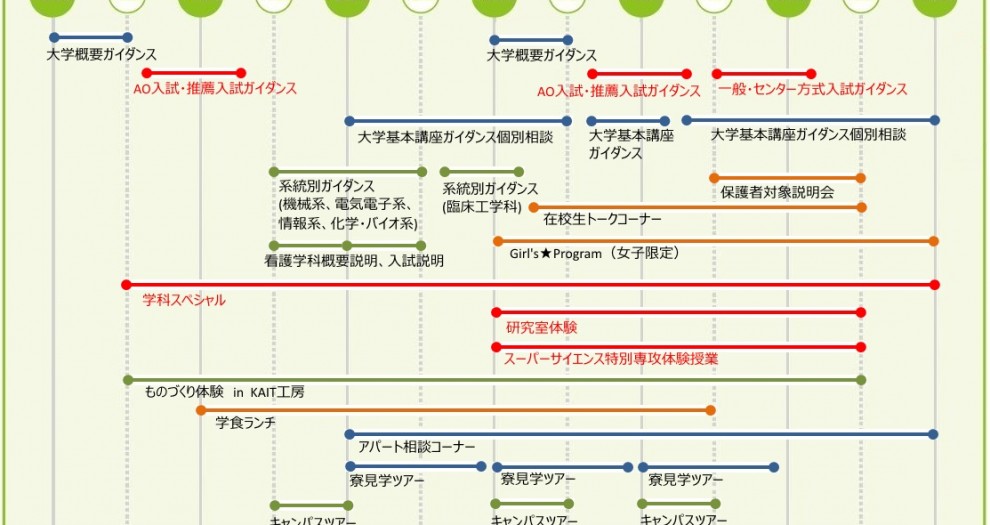 大学概要ガイダンス
大学概要ガイダンス
AO入試・推薦入試ガイダンス
AO入試・推薦入試ガイダンス
一般・センター方式入試ガイダンス
大学基本講座ガイダンス個別相談
大学基本講座
ガイダンス
大学基本講座ガイダンス個別相談
系統別ガイダンス
(機械系、電気電子系、
情報系、化学・バイオ系)
系統別ガイダンス
(臨床工学科)
保護者対象説明会
在校生トークコーナー
看護学科概要説明、入試説明
Girl's★Program（女子限定）
学科スペシャル
研究室体験
スーパーサイエンス特別専攻体験授業
ものづくり体験 in KAIT工房
学食ランチ
アパート相談コーナー
寮見学ツアー
寮見学ツアー
寮見学ツアー
キャンパスツアー
キャンパスツアー
キャンパスツアー